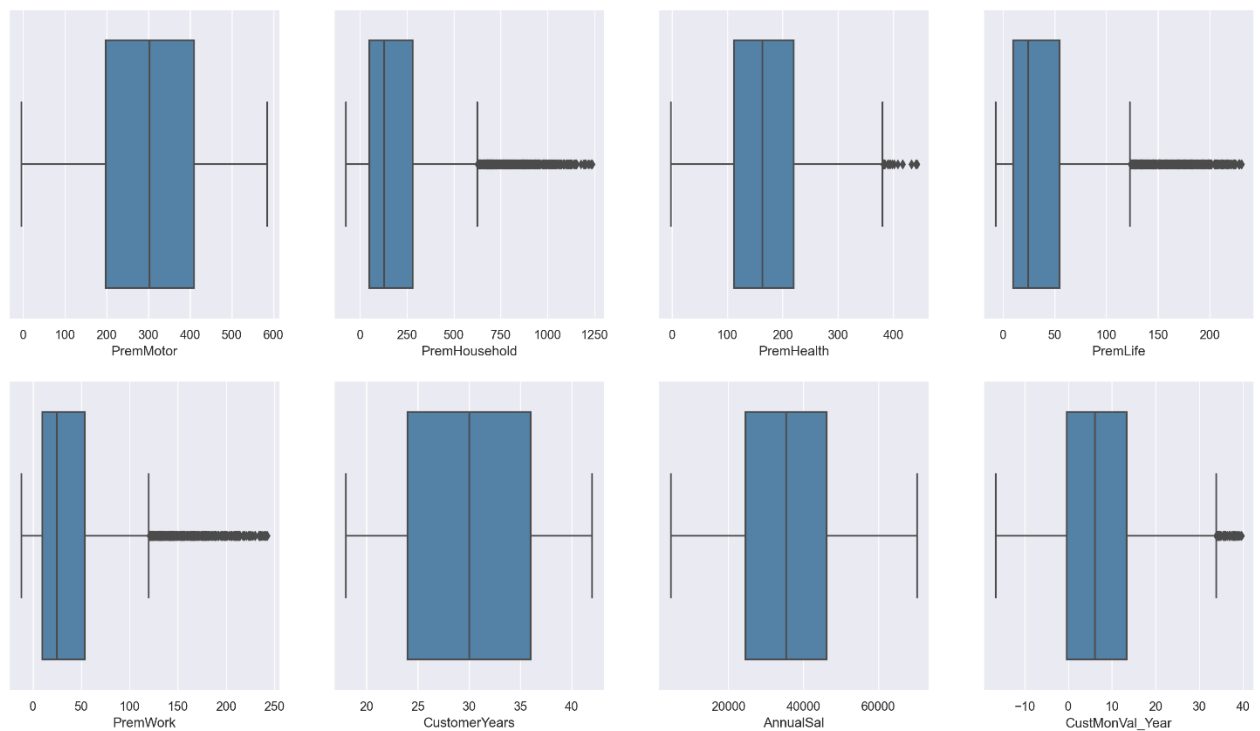 0 100 200 300 400 500 600
PremMotor
0 250 500 750 1000 1250
PremHousehold
0 100 200 300 400
PremHealth
0 50 100 150 200
PremLife
0 50 100 150 200 250
PremWork
20 25 30 35 40
CustomerYears
20000 40000 60000
AnnualSal
−10 0 10 20 30 40
CustMonVal_Year